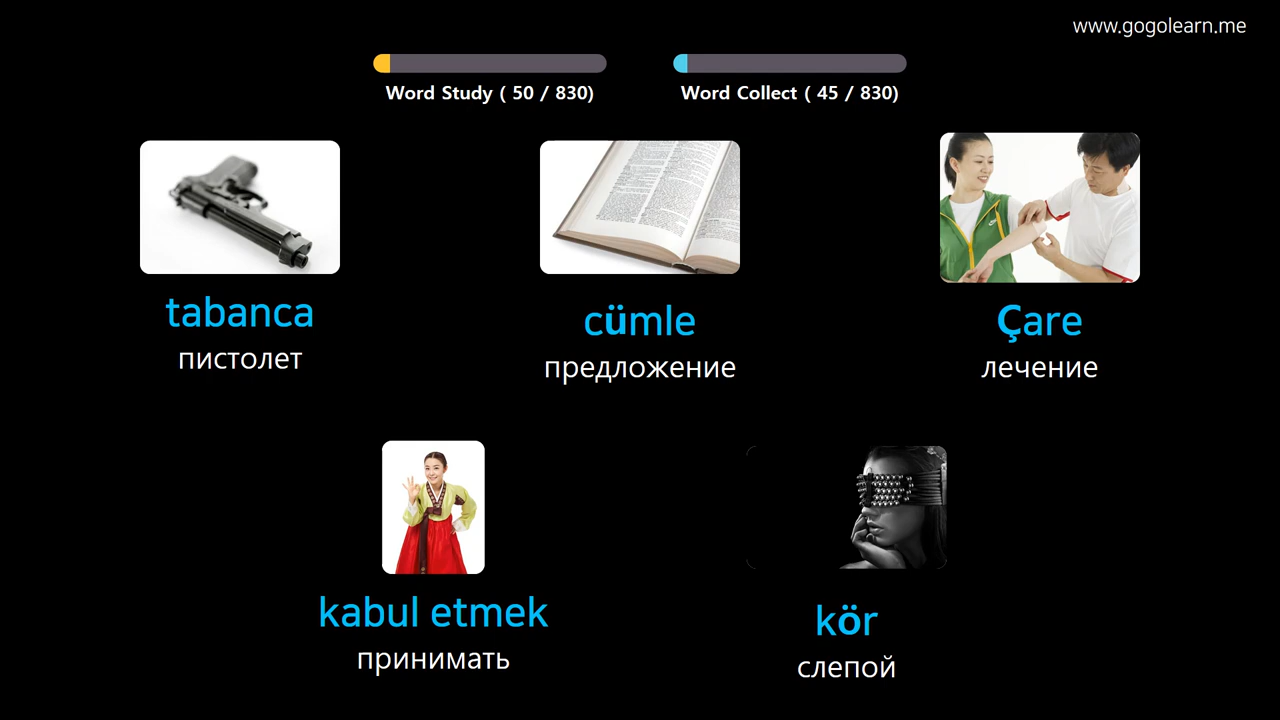 www.gogolearn.me
Word Study ( 50 / 830)
Word Collect ( 45 / 830)
tabanca
пистолет
cümle
предложение
Çare
лечение
kabul etmek
принимать
kör
слепой